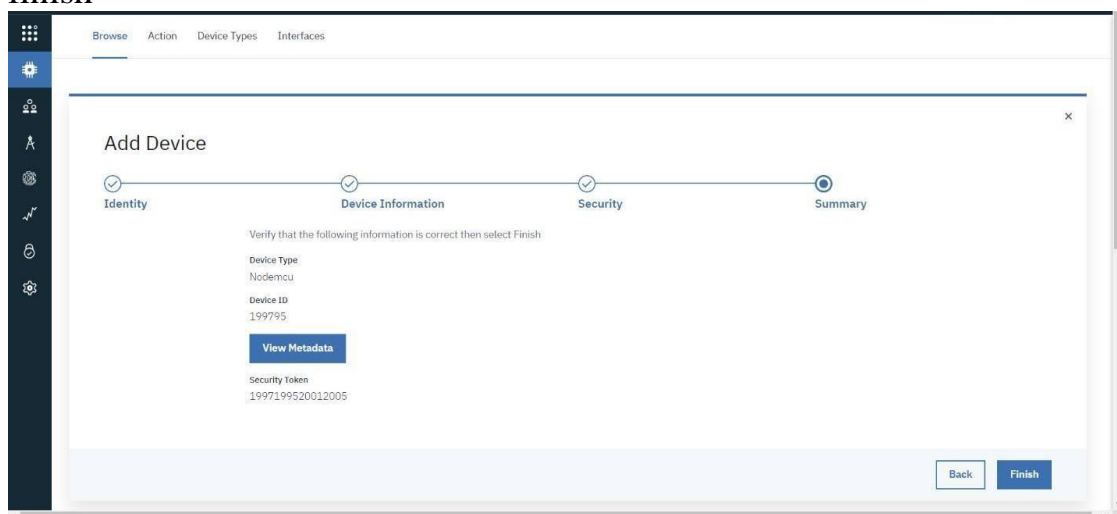 finish
Browse Action Device Types Interfaces
×
Add Device
Identity Device Information Security Summary
Verify that the following information is correct then select Finish
Device Type
Nodemcu
Device ID
199795
View Metadata
Security Token
1997199520012005
Back Finish